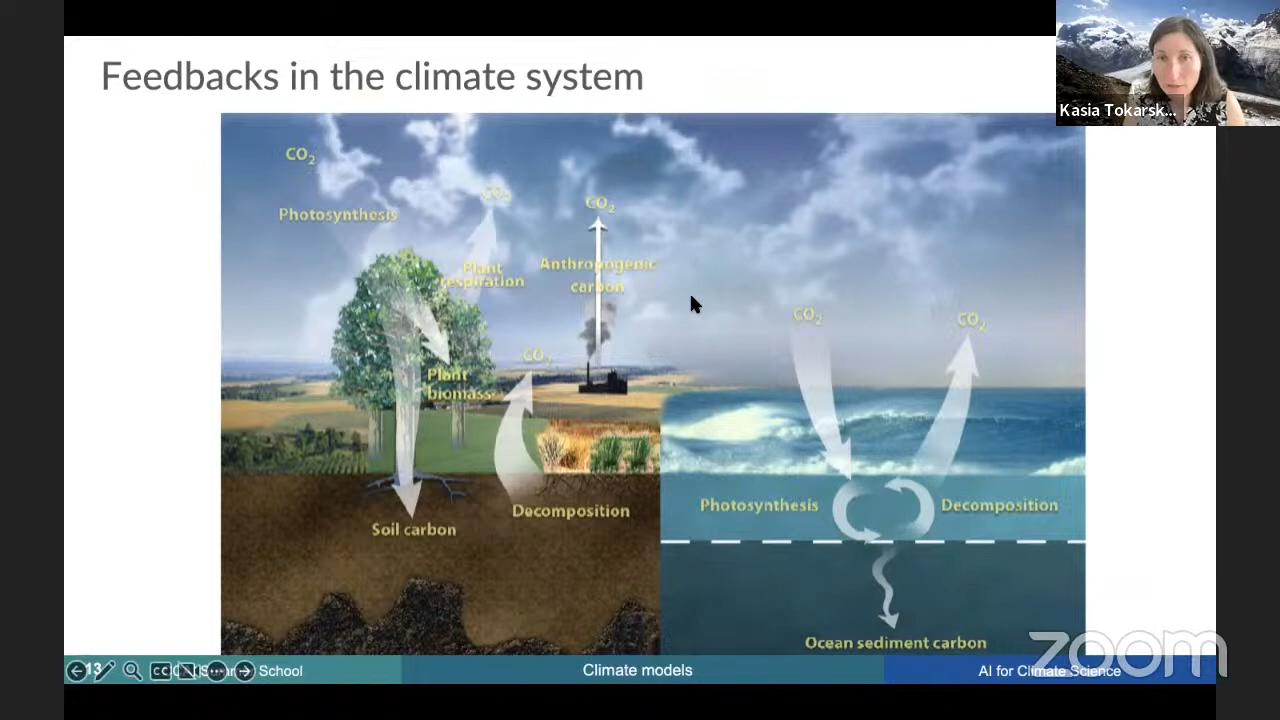 Feedbacks in the climate system
Kasia Tokarsk...
CO2
Photosynthesis
CO2
CO2
Plant
respiration
Anthropogenic
carbon
CO2
CO2
CO2
Plant
biomass
Photosynthesis
Decomposition
Decomposition
Soil carbon
Ocean sediment carbon
13
CC
School
Climate models
AI for Climate Science
zoom